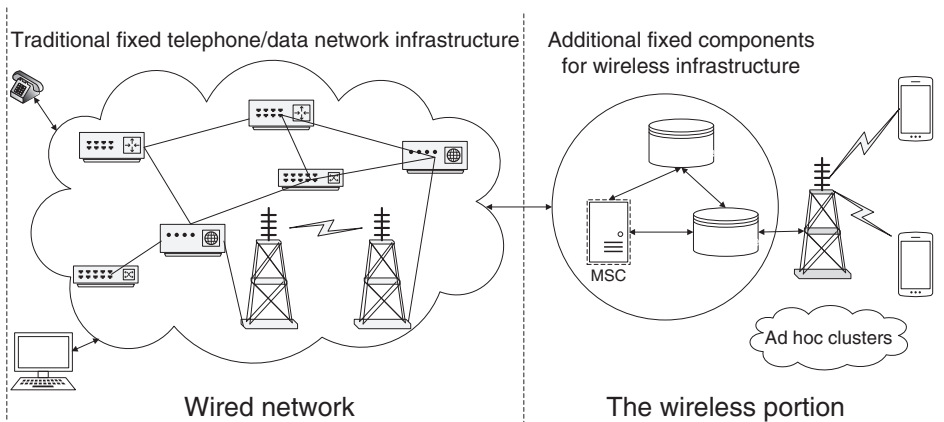 Traditional fixed telephone/data network infrastructure
Additional fixed components
for wireless infrastructure
MSC
Ad hoc clusters
Wired network
The wireless portion